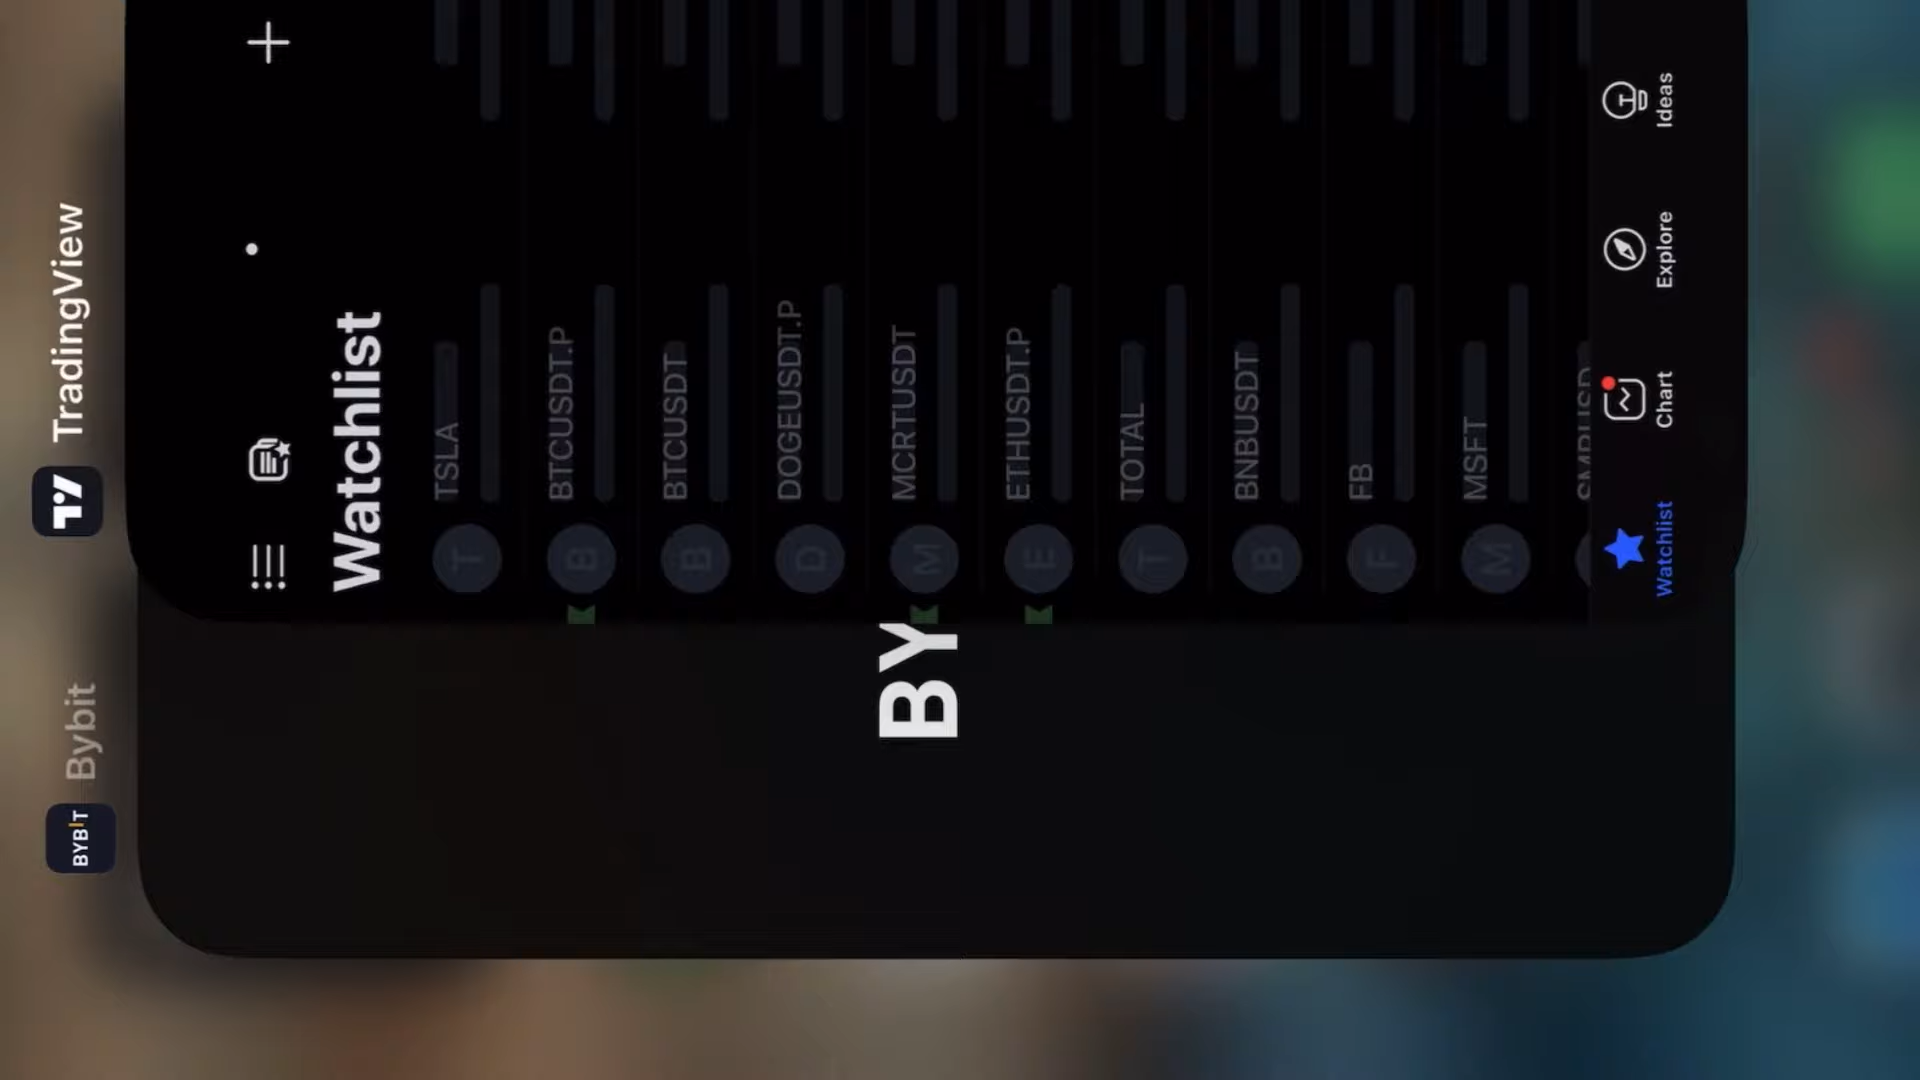 Bybit
BYBIT
TradingView
Watchlist
T TSLA
B BTCUSDT.P
B BTCUSDT
D DOGEUSDT.P
M MCRTUSDT
E ETHUSDT.P
T TOTAL
B BNBUSDT
F FB
M MSFT
Watchlist
Chart
Explore
Ideas
BY